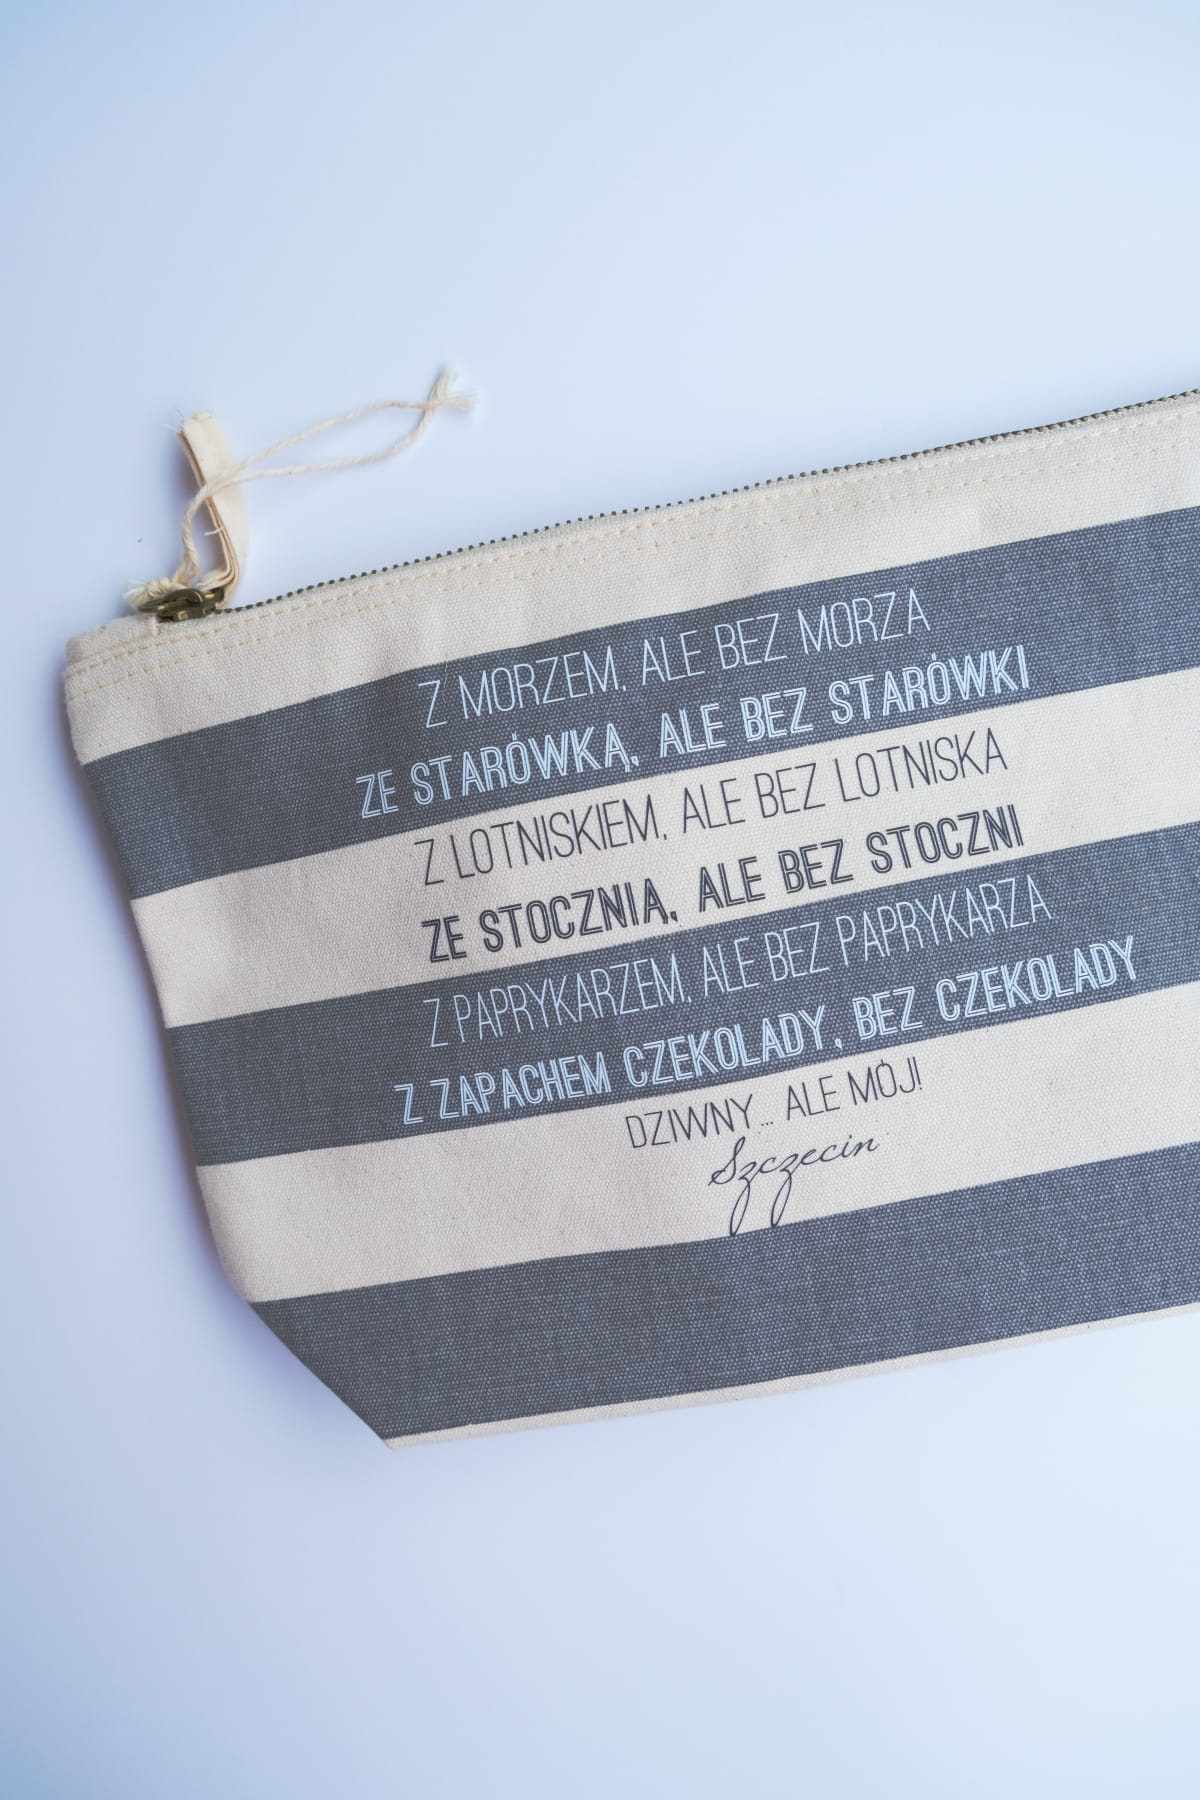 Z MORZEM, ALE BEZ MORZA
ZE STARÓWKĄ, ALE BEZ STARÓWKI
Z LOTNISKIEM, ALE BEZ LOTNISKA
ZE STOCZNIĄ, ALE BEZ STOCZNI
Z PAPRYKARZEM, ALE BEZ PAPRYKARZA
Z ZAPACHEM CZEKOLADY, BEZ CZEKOLADY
DZIWNY... ALE MÓJ!
Szczecin